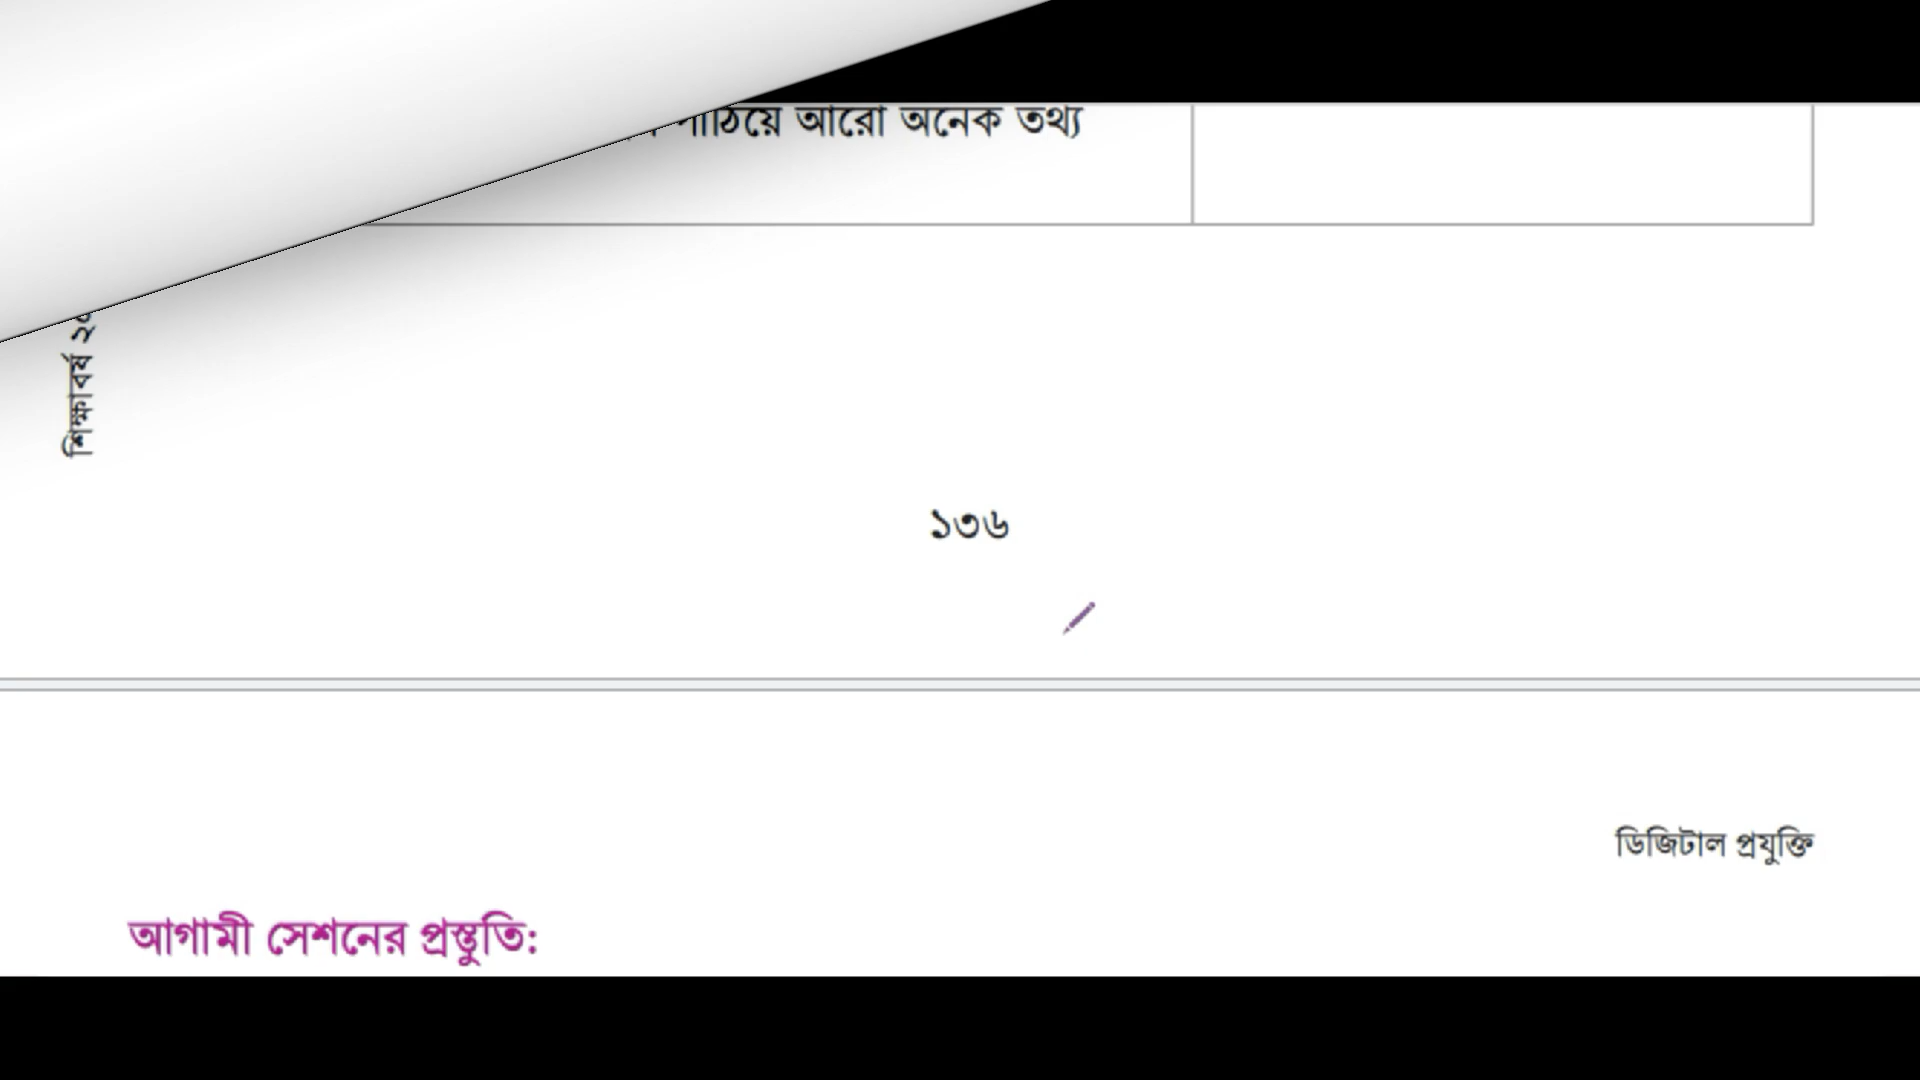 পাঠিয়ে আরো অনেক তথ্য
শিক্ষাবর্ষ
১৩৬
ডিজিটাল প্রযুক্তি
আগামী সেশনের প্রস্তুতি: